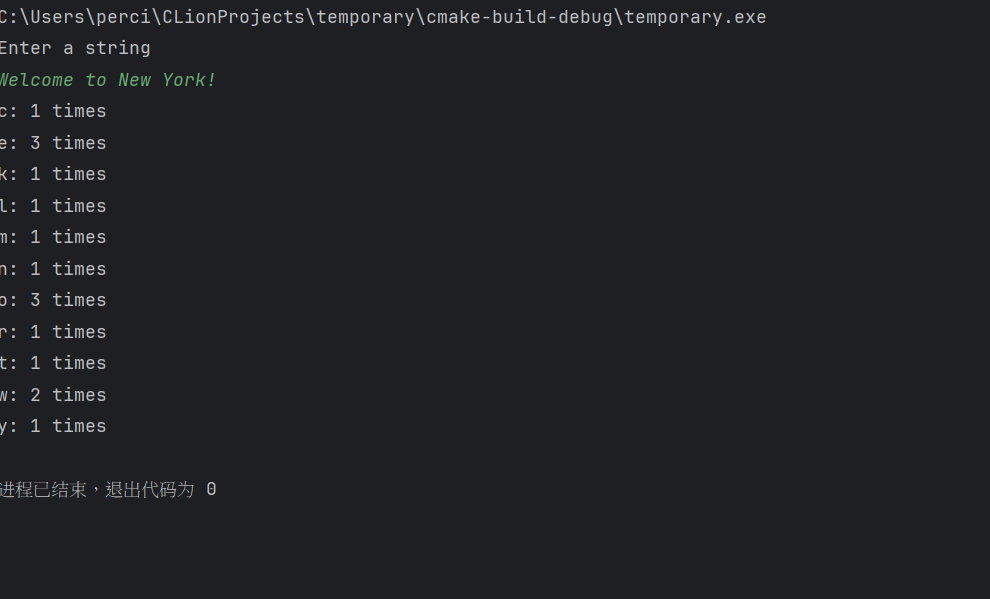 C:\Users\perci\CLionProjects\temporary\cmake-build-debug\temporary.exe
Enter a string
Welcome to New York!
c: 1 times
e: 3 times
k: 1 times
l: 1 times
m: 1 times
n: 1 times
o: 3 times
r: 1 times
t: 1 times
w: 2 times
y: 1 times
进程已结束，退出代码为 0